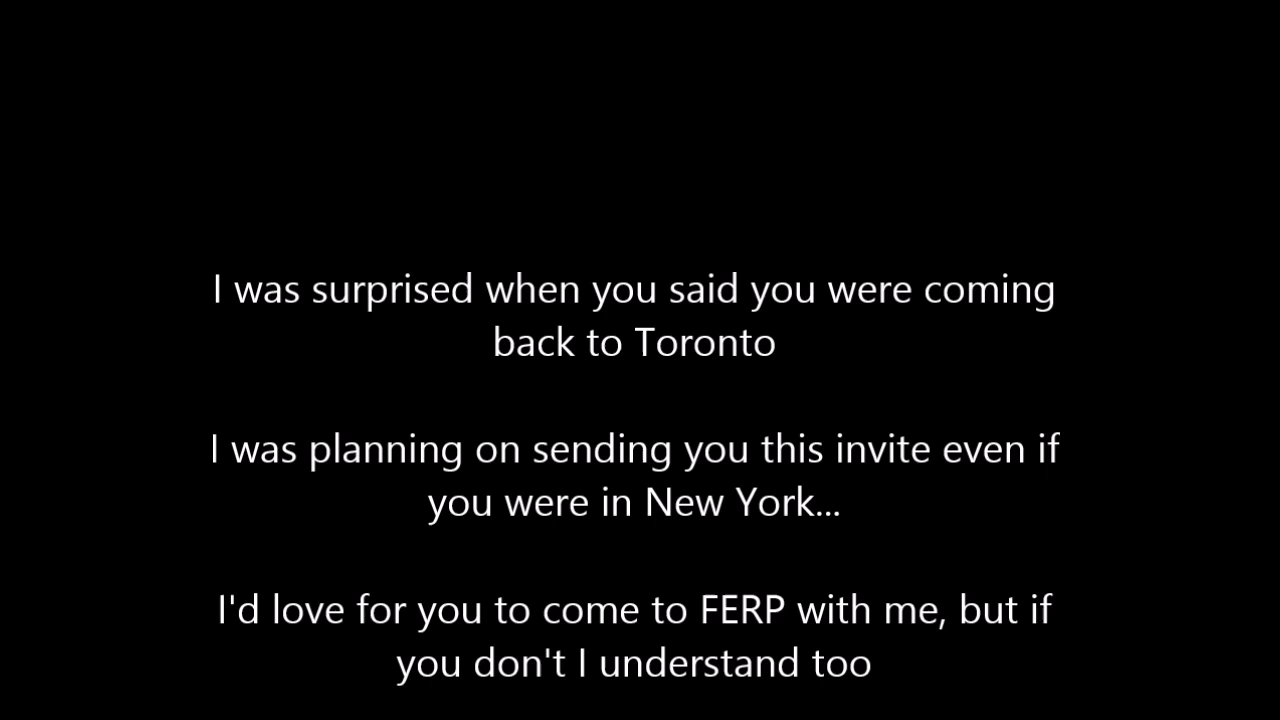 I was surprised when you said you were coming
back to Toronto
I was planning on sending you this invite even if
you were in New York...
I'd love for you to come to FERP with me, but if
you don't I understand too